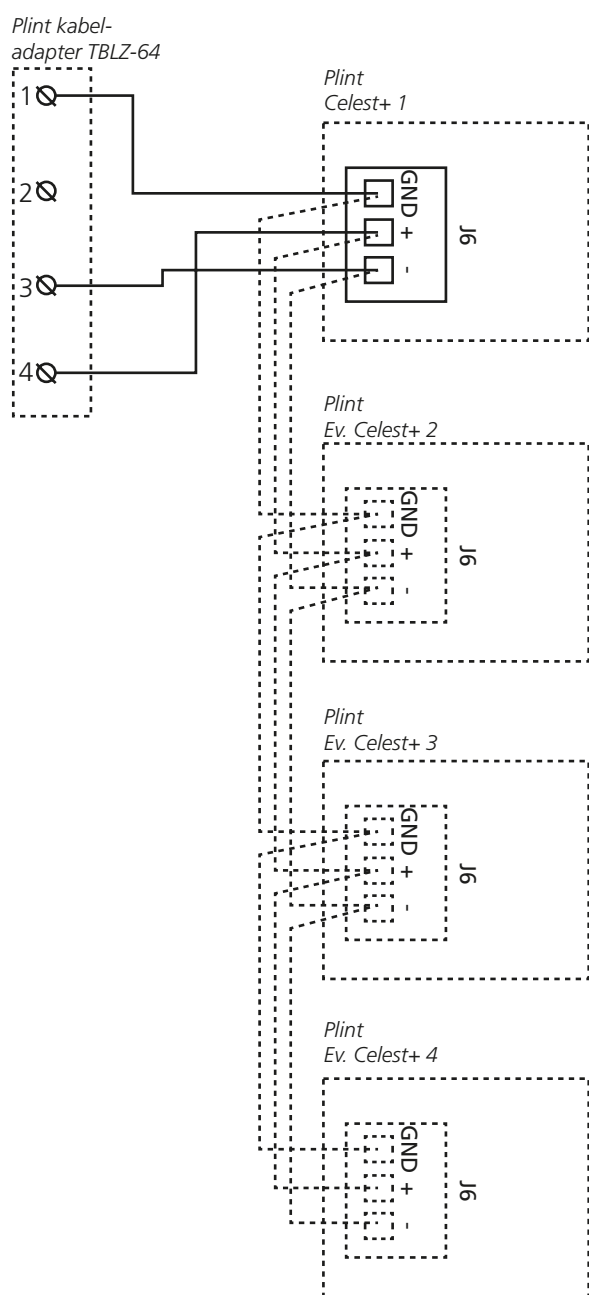 Plint kabel-
adapter TBLZ-64
1
2
3
4
Plint
Celest+ 1
GND
+
-
J6
Plint
Ev. Celest+ 2
GND
+
-
J6
Plint
Ev. Celest+ 3
GND
+
-
J6
Plint
Ev. Celest+ 4
GND
+
-
J6